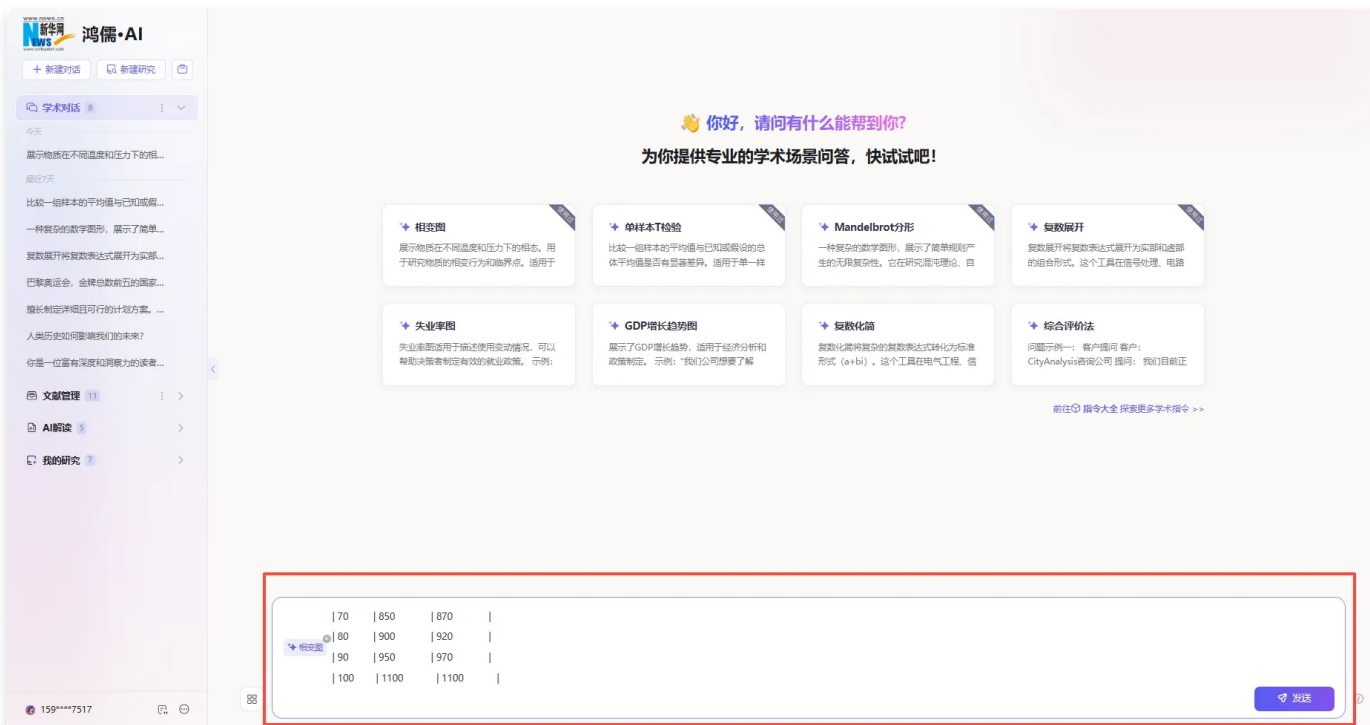 www.news.cn
新华网
NEWS
鸿儒·AI
+ 新建对话
新建研究
学术对话 8
今天
展示物质在不同温度和压力下的相...
最近7天
比较一组样本的平均值与已知或假...
一种复杂的数学图形，展示了简单...
复数展开将复数表达式展开为实部...
巴黎奥运会，金牌总数前五的国家...
擅长制定详细且可行的计划方案。...
人类历史如何影响我们的未来?
你是一位富有深度和洞察力的读者...
文献管理 11
AI解读 5
我的研究 7
159****7517
👋 你好，请问有什么能帮到你?
为你提供专业的学术场景问答，快试试吧！
相变图
使用过
展示物质在不同温度和压力下的相态。用
于研究物质的相变行为和临界点。适用于
单样本T检验
使用过
比较一组样本的平均值与已知或假设的总
体平均值是否有显著差异。适用于单一样
Mandelbrot分形
使用过
一种复杂的数学图形，展示了简单规则产
生的无限复杂性。它在研究混沌理论、自
复数展开
使用过
复数展开将复数表达式展开为实部和虚部
的组合形式。这个工具在信号处理、电路
失业率图
失业率图适用于描述使用变动情况，可以
帮助决策者制定有效的就业政策。 示例：
GDP增长趋势图
展示了GDP增长趋势，适用于经济分析和
政策制定。 示例：“我们公司想要了解
复数化简
复数化简将复杂的复数表达式转化为标准
形式（a+bi）。这个工具在电气工程、信
综合评价法
问题示例一： 客户提问 客户：
CityAnalysis咨询公司 提问： 我们目前正
前往 指令大全 探索更多学术指令 >>
相变图
| 70 | 850 | 870 |
| 80 | 900 | 920 |
| 90 | 950 | 970 |
| 100 | 1100 | 1100 |
发送